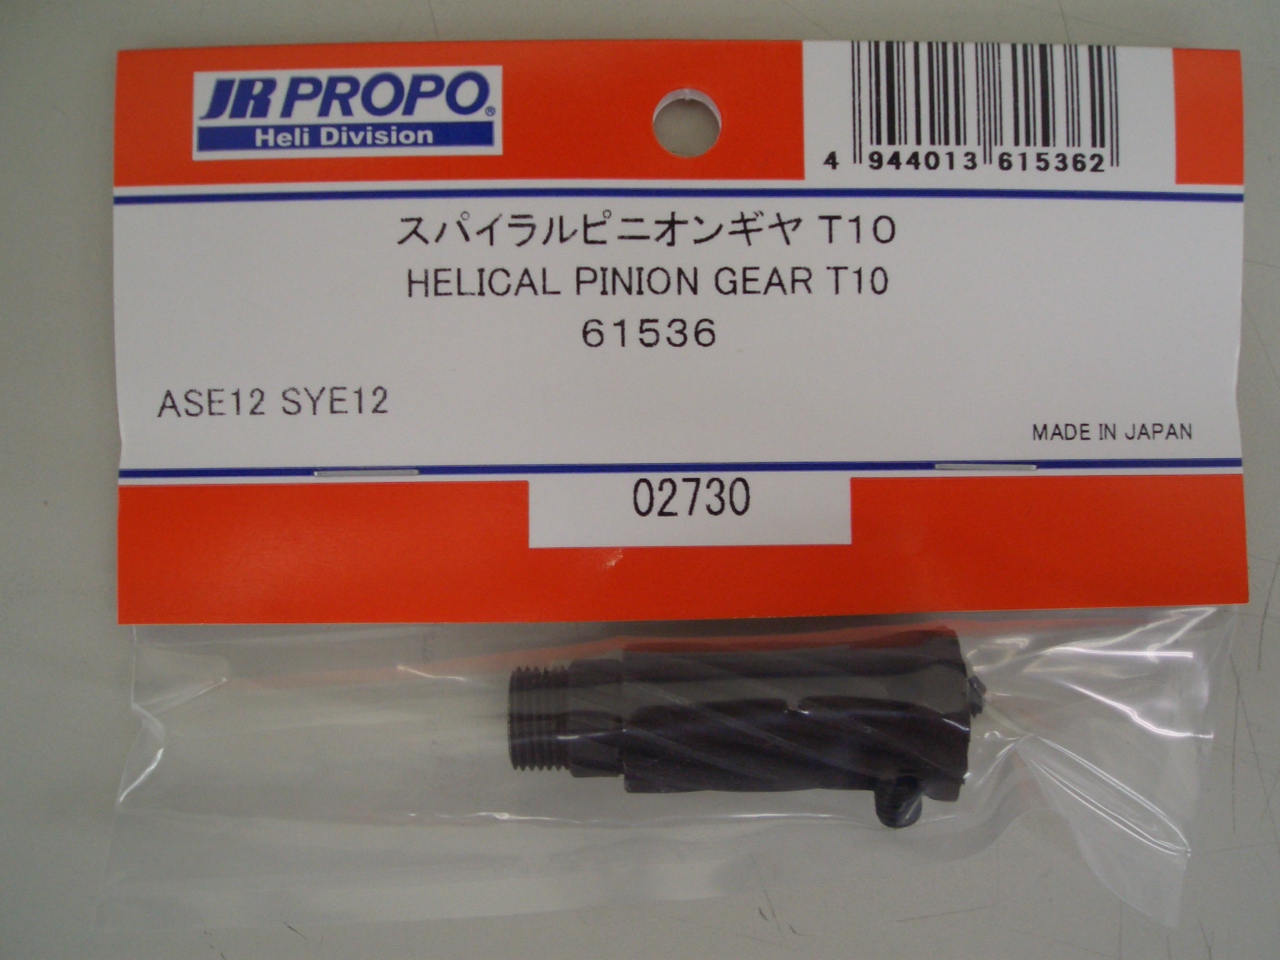 JR PROPO®
Heli Division
4 944013 615362
スパイラルピニオンギヤ T10
HELICAL PINION GEAR T10
61536
ASE12 SYE12
MADE IN JAPAN
02730